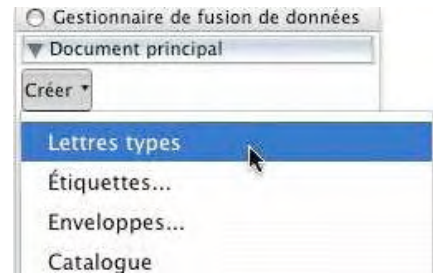 Gestionnaire de fusion de données
Document principal
Créer
Lettres types
Étiquettes...
Enveloppes...
Catalogue